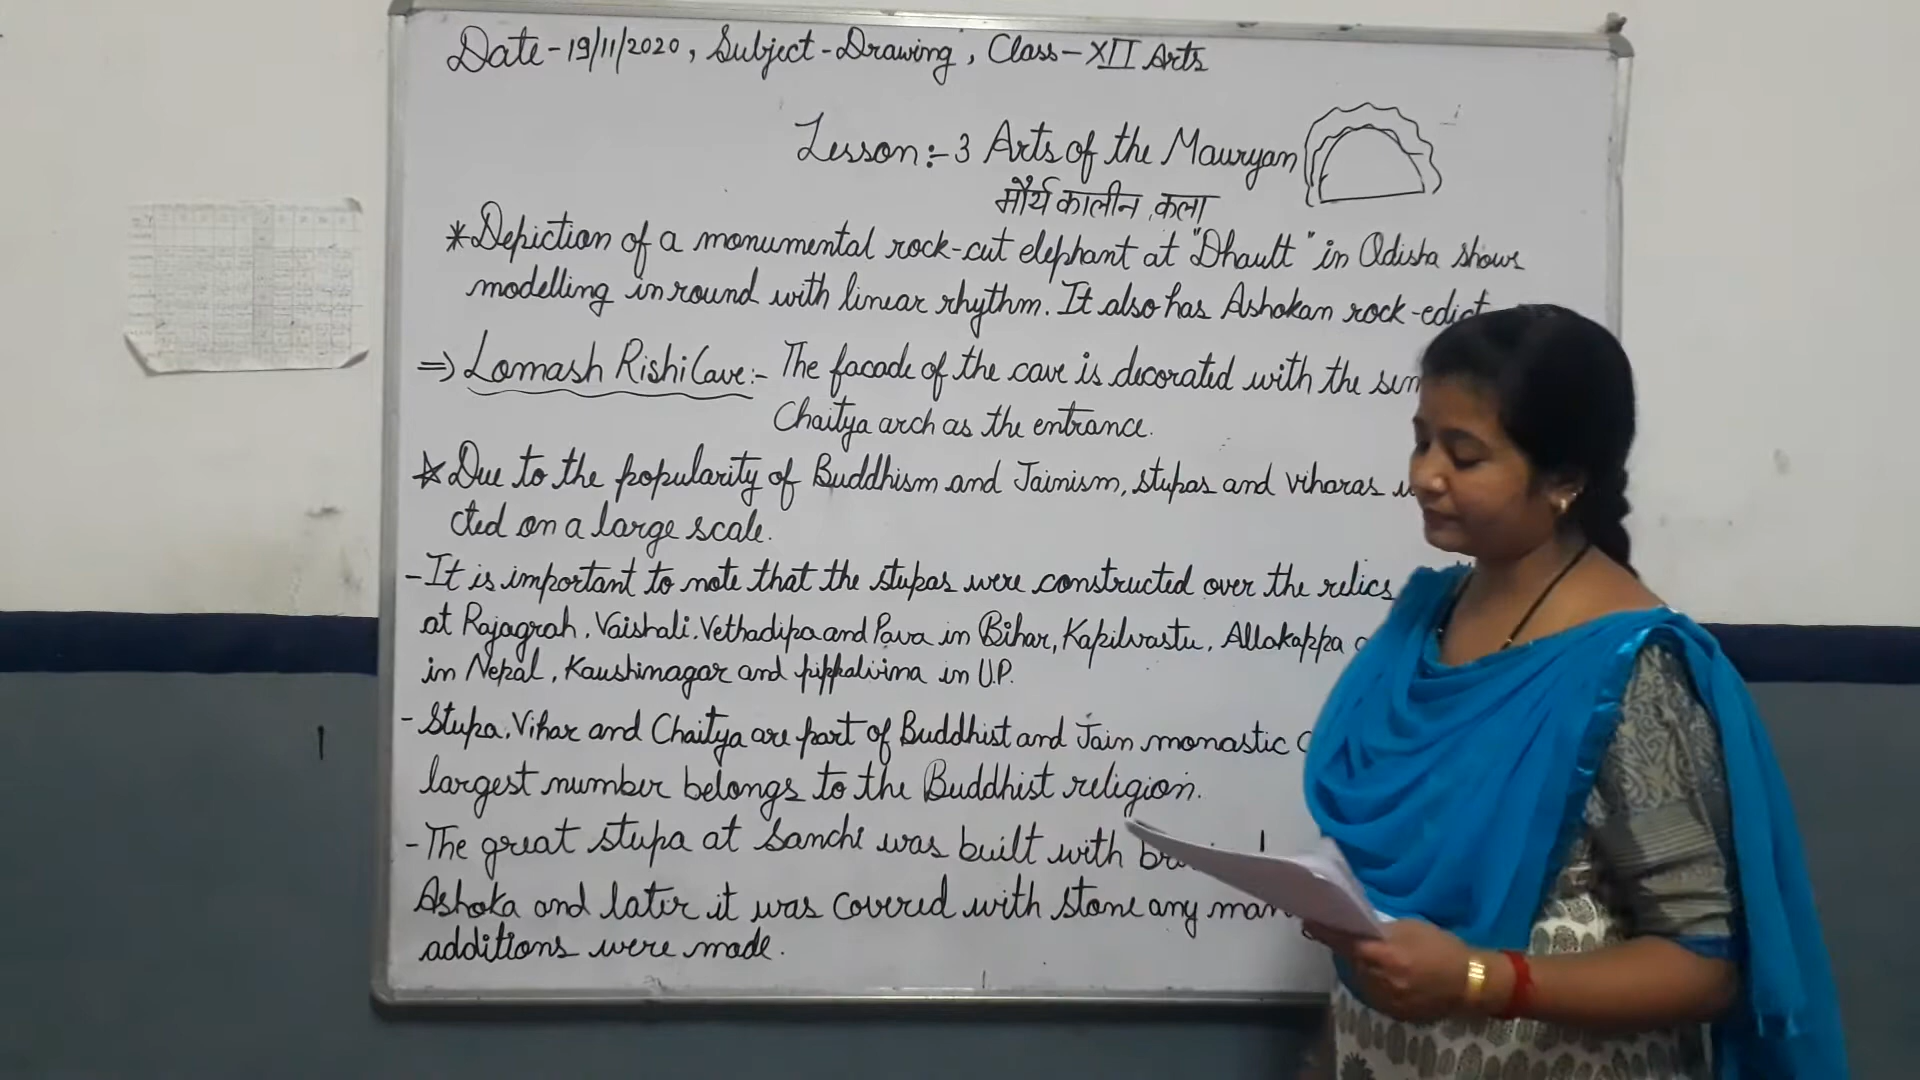 Date-19/11/2020, Subject-Drawing, Class-XII Arts
Lesson:-3 Arts of the Mauryan
मौर्य कालीन कला
*Depiction of a monumental rock-cut elephant at "Dhault" in Odisha shows
modelling in round with linear rhythm. It also has Ashokan rock-edict
=> Lomash Rishi Cave:- The facade of the cave is decorated with the sem
Chaitya arch as the entrance.
*Due to the popularity of Buddhism and Jainism, stupas and viharas
cted on a large scale.
-It is important to note that the stupas were constructed over the relics
at Rajagrah, Vaishali, Vethadipa and Pava in Bihar, Kapilvastu, Allakappa
in Nepal, Kaushinagar and pippalvina in U.P.
-Stupa, Vihar and Chaitya are part of Buddhist and Jain monastic
largest number belongs to the Buddhist religion.
-The great stupa at Sanchi was built with
Ashoka and later it was covered with stone any
additions were made.